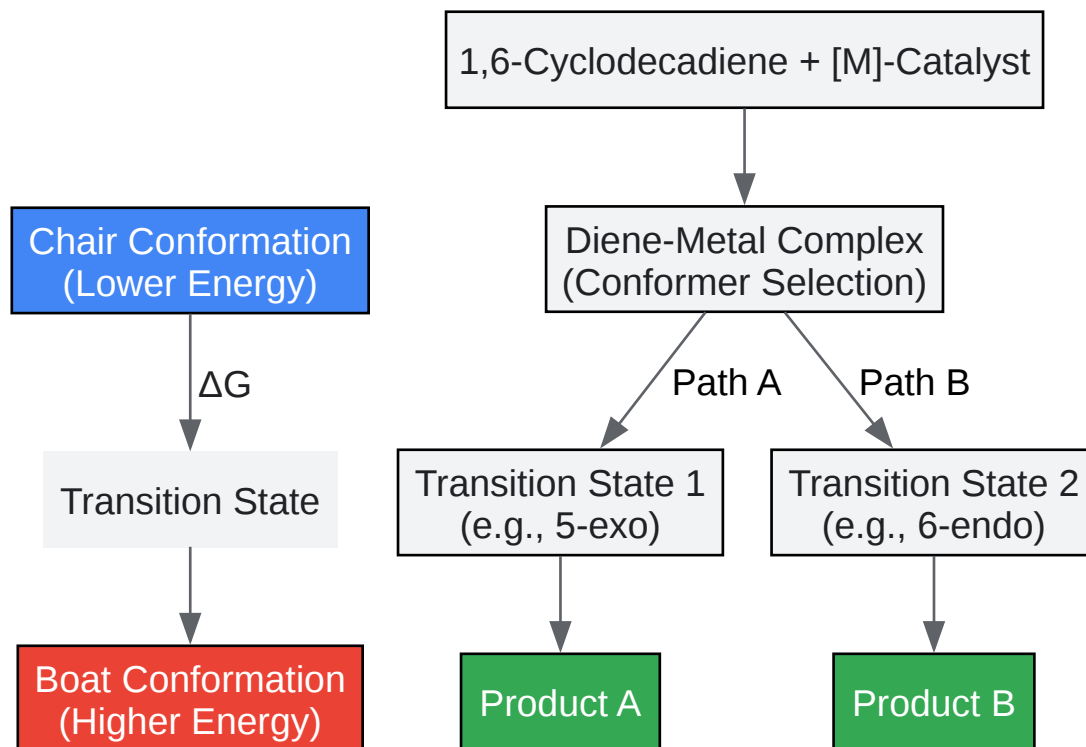 1,6-Cyclodecadiene + [M]-Catalyst
Chair Conformation
(Lower Energy)
Diene-Metal Complex
(Conformer Selection)
ΔG
Path A
Path B
Transition State
Transition State 1
(e.g., 5-exo)
Transition State 2
(e.g., 6-endo)
Boat Conformation
(Higher Energy)
Product A
Product B